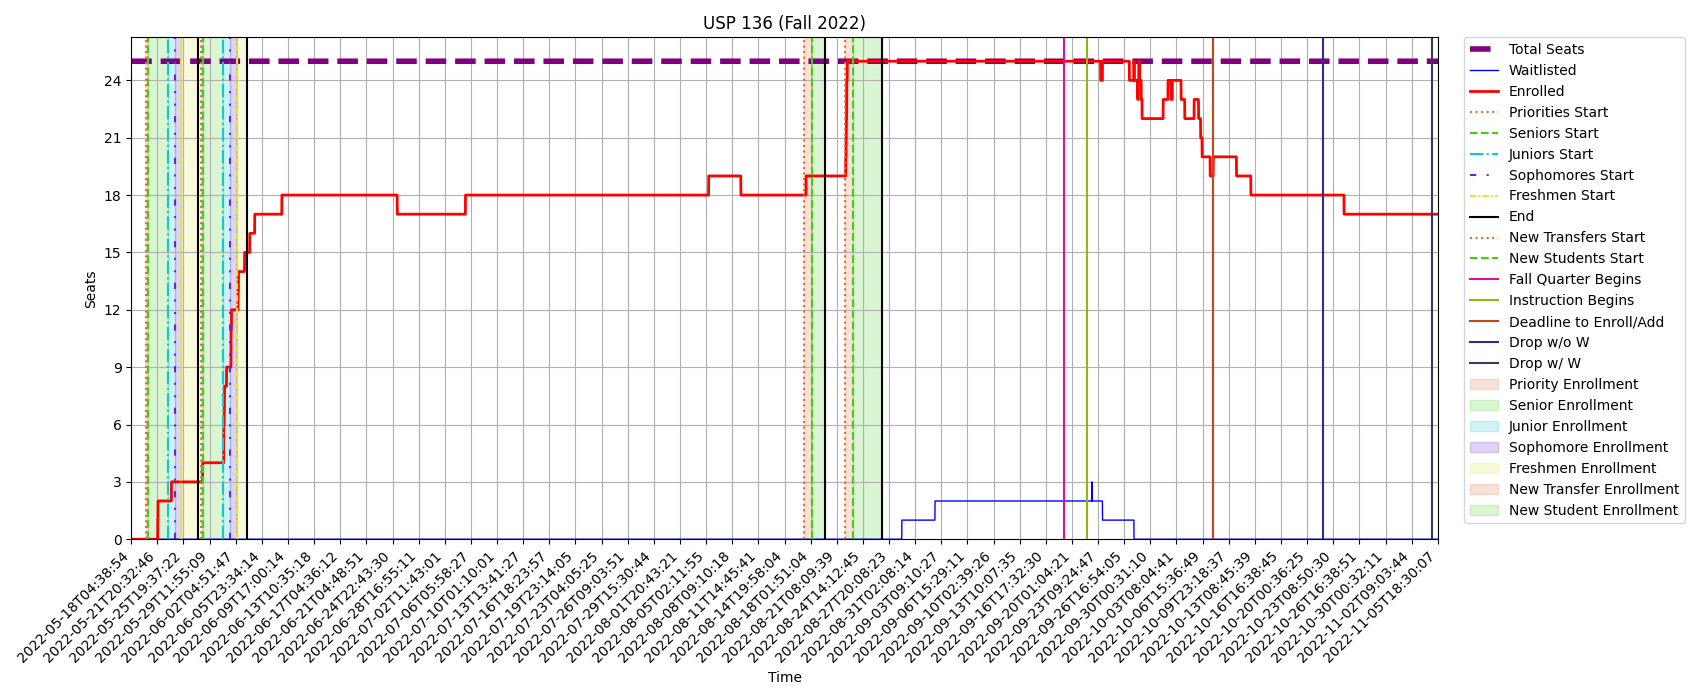 USP 136 (Fall 2022)
Seats
24
21
18
15
12
9
6
3
0
2022-05-18T04:38:54
2022-05-21T20:32:46
2022-05-25T19:37:22
2022-05-29T11:55:09
2022-06-02T04:51:47
2022-06-05T23:34:14
2022-06-09T17:00:14
2022-06-13T10:35:18
2022-06-17T04:36:12
2022-06-21T04:48:51
2022-06-24T22:43:30
2022-06-28T16:55:11
2022-07-02T11:43:01
2022-07-06T05:58:27
2022-07-10T01:10:01
2022-07-13T13:41:27
2022-07-16T18:23:57
2022-07-19T23:14:05
2022-07-23T04:05:25
2022-07-26T09:03:51
2022-07-29T15:30:44
2022-08-01T20:43:21
2022-08-05T02:11:55
2022-08-08T09:10:18
2022-08-11T14:45:41
2022-08-14T19:58:04
2022-08-18T01:51:04
2022-08-21T08:09:39
2022-08-24T14:12:45
2022-08-27T20:08:23
2022-08-31T02:08:14
2022-09-03T09:10:27
2022-09-06T15:29:11
2022-09-10T02:39:26
2022-09-13T10:07:35
2022-09-16T17:32:30
2022-09-20T01:04:21
2022-09-23T09:24:47
2022-09-26T16:54:05
2022-09-30T00:31:10
2022-10-03T08:04:41
2022-10-06T15:36:49
2022-10-09T23:18:37
2022-10-13T08:45:39
2022-10-16T16:38:45
2022-10-20T00:36:25
2022-10-23T08:50:30
2022-10-26T16:38:51
2022-10-30T00:32:11
2022-11-02T09:03:44
2022-11-05T18:30:07
Time
Total Seats
Waitlisted
Enrolled
Priorities Start
Seniors Start
Juniors Start
Sophomores Start
Freshmen Start
End
New Transfers Start
New Students Start
Fall Quarter Begins
Instruction Begins
Deadline to Enroll/Add
Drop w/o W
Drop w/ W
Priority Enrollment
Senior Enrollment
Junior Enrollment
Sophomore Enrollment
Freshmen Enrollment
New Transfer Enrollment
New Student Enrollment